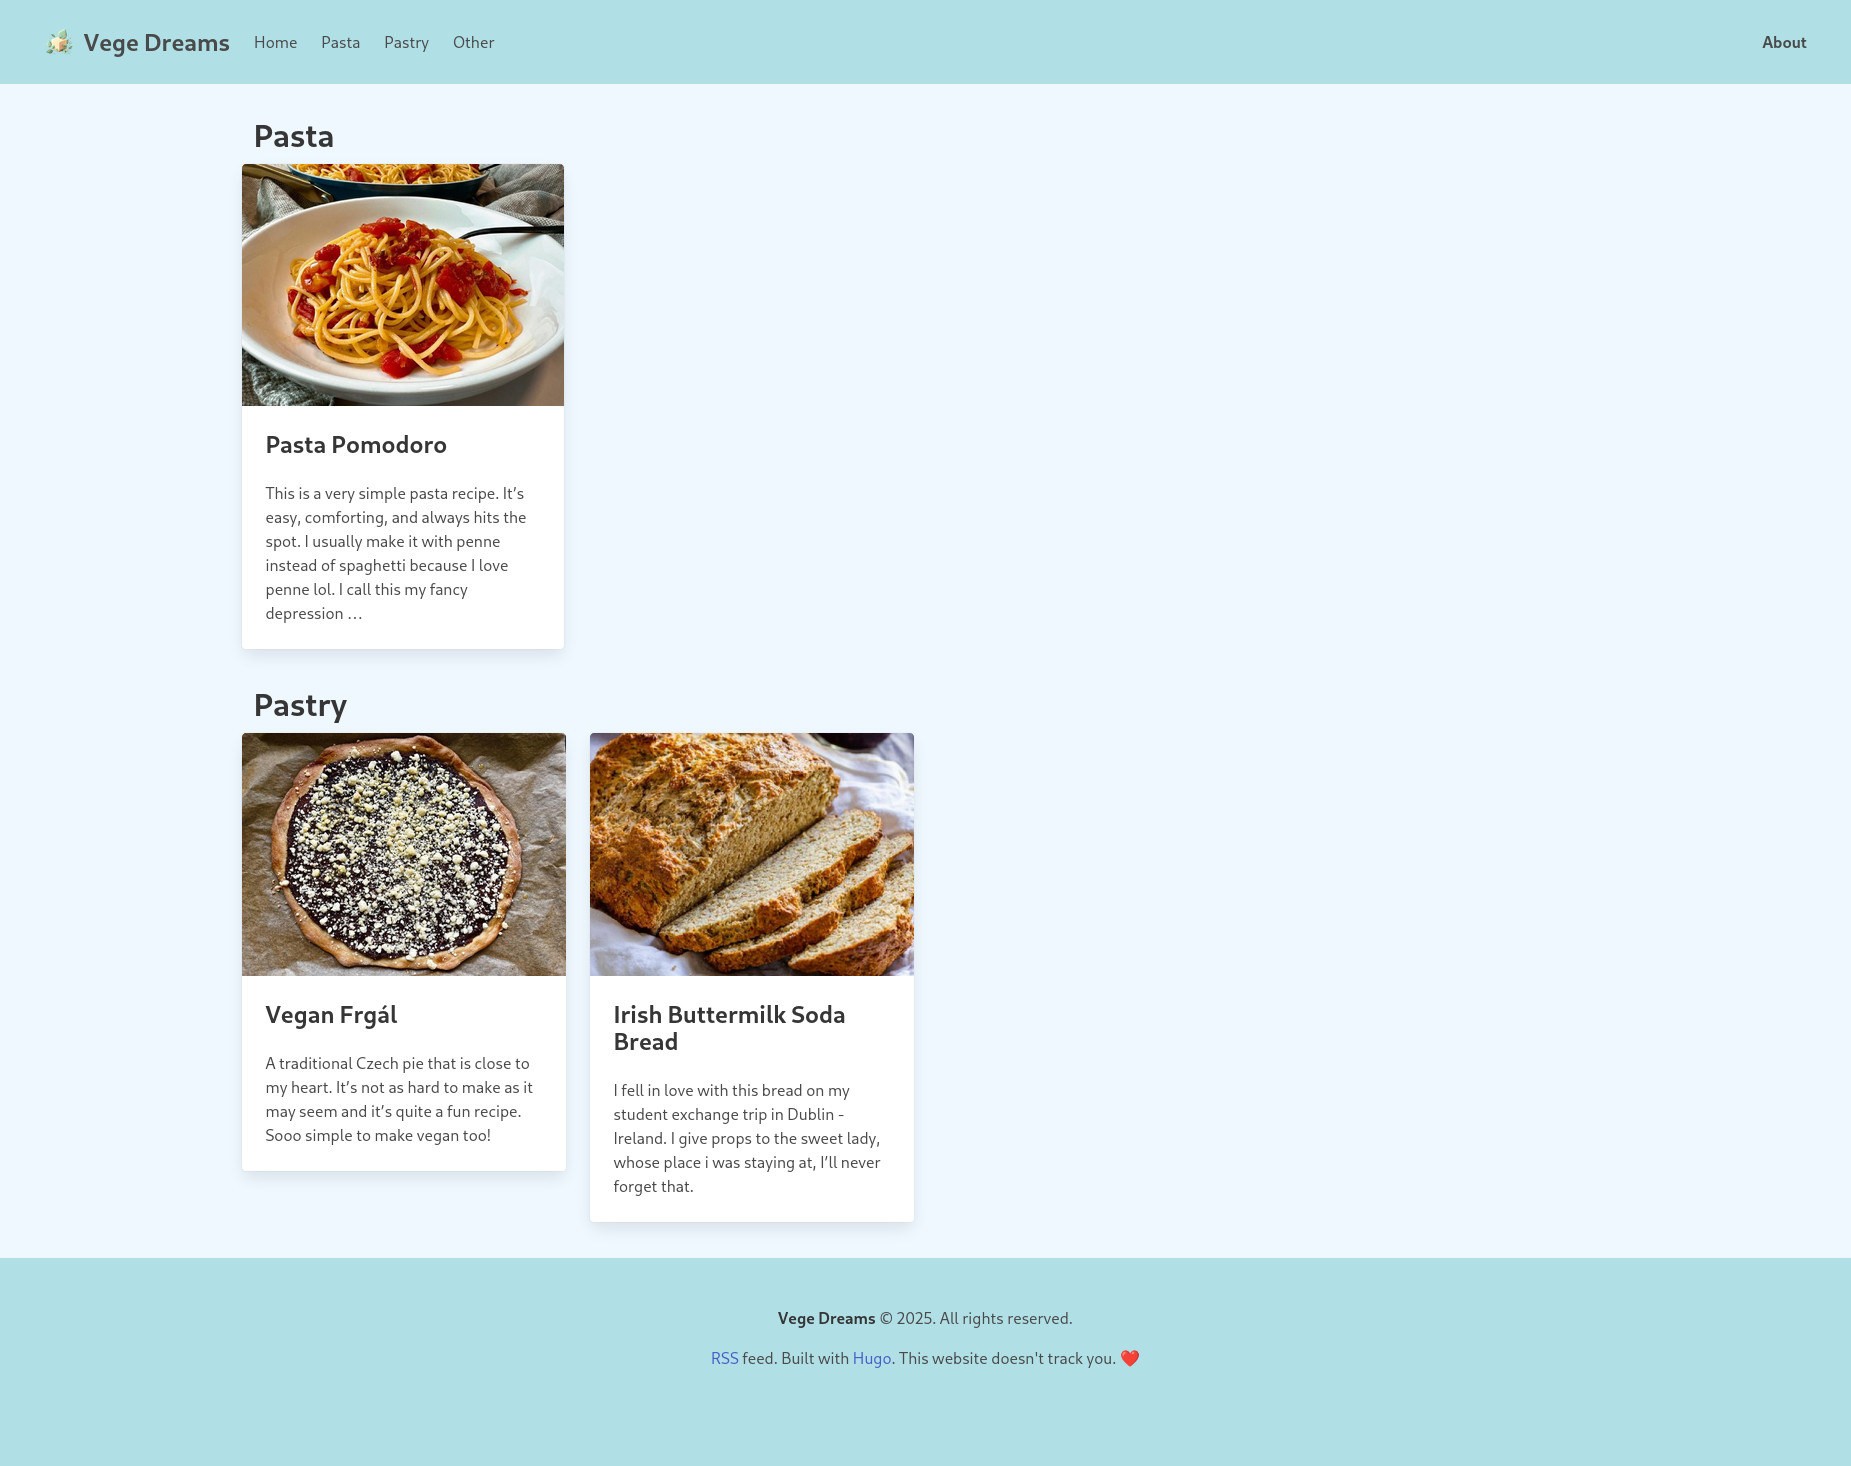 Vege Dreams Home Pasta Pastry Other About
Pasta
Pasta Pomodoro
This is a very simple pasta recipe. It’s
easy, comforting, and always hits the
spot. I usually make it with penne
instead of spaghetti because I love
penne lol. I call this my fancy
depression …
Pastry
Vegan Frgál
A traditional Czech pie that is close to
my heart. It’s not as hard to make as it
may seem and it’s quite a fun recipe.
Sooo simple to make vegan too!
Irish Buttermilk Soda
Bread
I fell in love with this bread on my
student exchange trip in Dublin -
Ireland. I give props to the sweet lady,
whose place i was staying at, I’ll never
forget that.
Vege Dreams © 2025. All rights reserved.
RSS feed. Built with Hugo. This website doesn't track you. ❤️